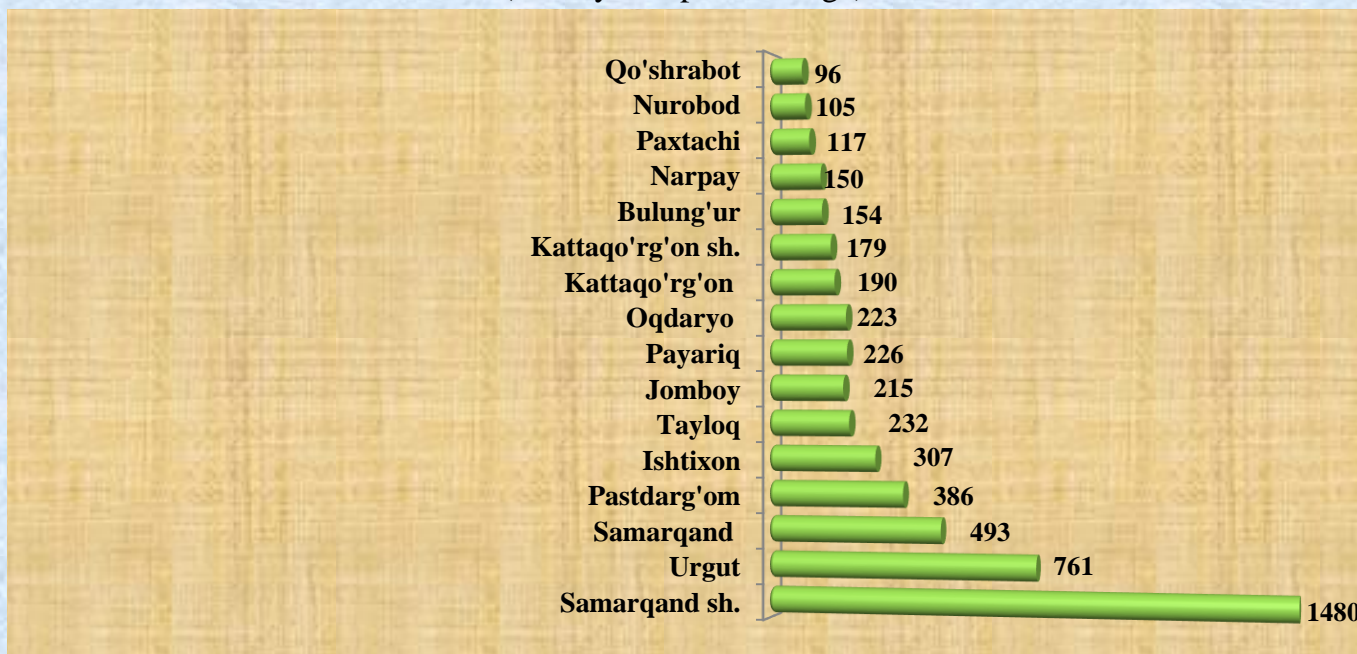 Qo'shrabot 96
Nurobod 105
Paxtachi 117
Narpay 150
Bulung'ur 154
Kattaqo'rg'on sh. 179
Kattaqo'rg'on 190
Oqdaryo 223
Payariq 226
Jomboy 215
Tayloq 232
Ishtixon 307
Pastdarg'om 386
Samarqand 493
Urgut 761
Samarqand sh. 1480